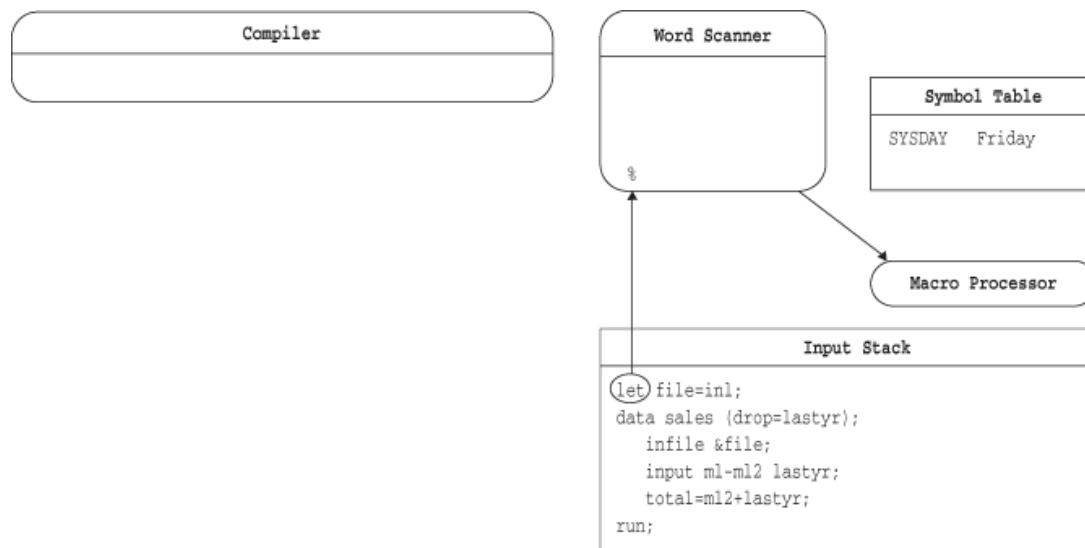 Compiler
Word Scanner
%
Symbol Table
SYSDAY Friday
Macro Processor
Input Stack
let file=inl;
data sales (drop=lastyr);
infile &file;
input ml-ml2 lastyr;
total=ml2+lastyr;
run;